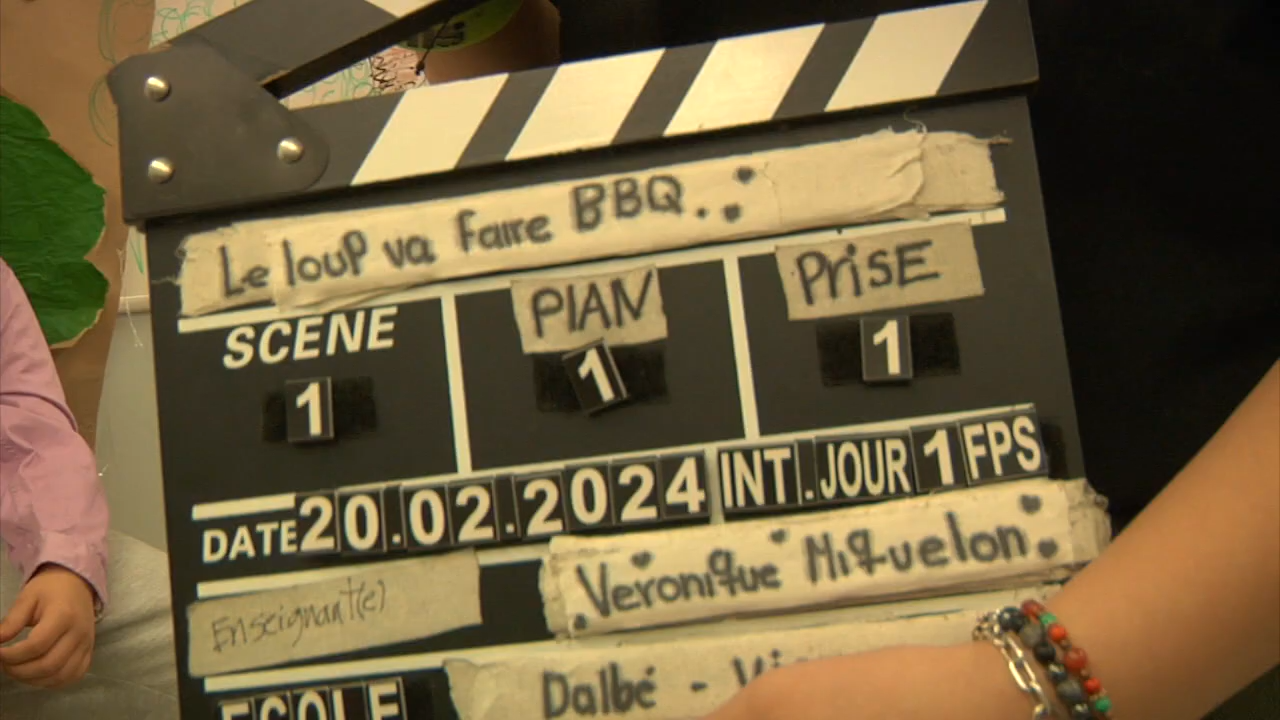 Le loup va faire BBQ.
SCENE PLAN PRISE
1 1 1
DATE 20.02.2024 INT. JOUR 1 FPS
Enseignant(e) Veronique Miquelon
ECOLE Dalbé -